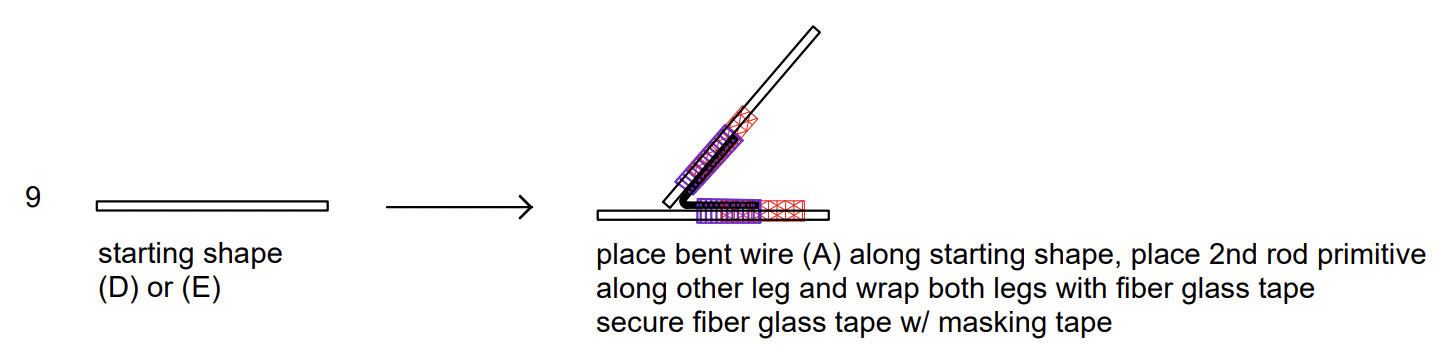 9
starting shape
(D) or (E)
place bent wire (A) along starting shape, place 2nd rod primitive
along other leg and wrap both legs with fiber glass tape
secure fiber glass tape w/ masking tape